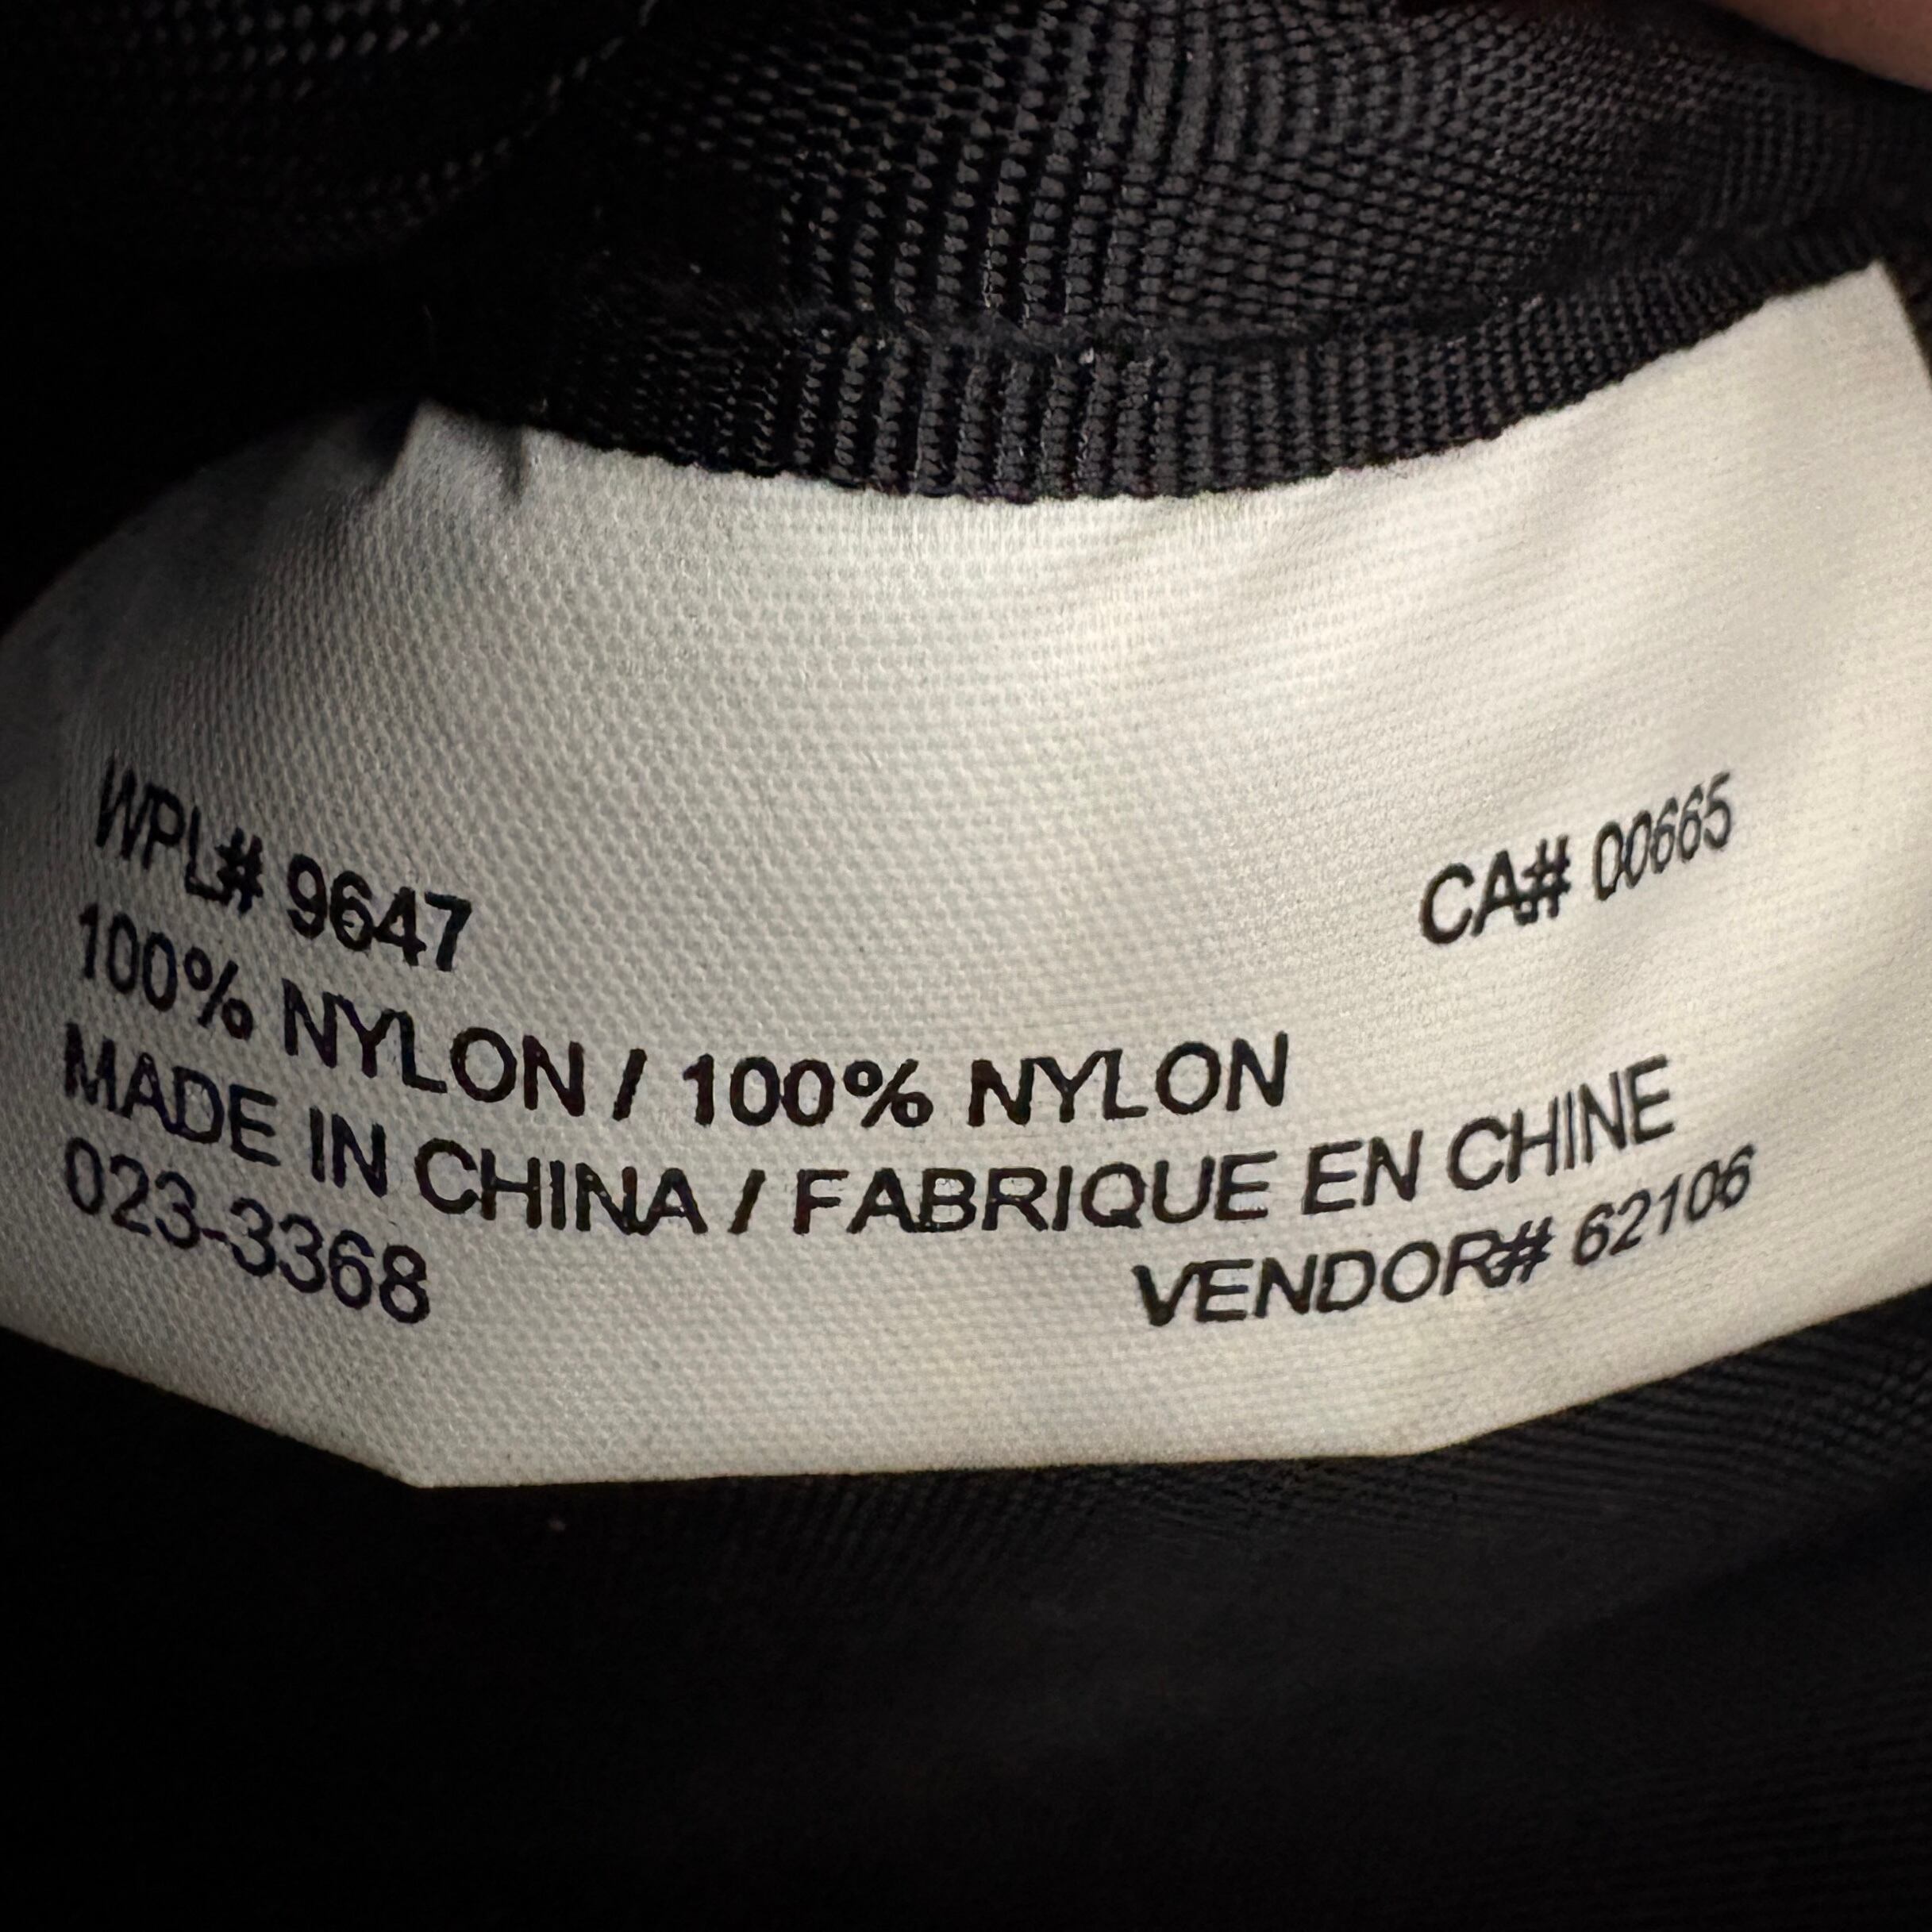 WPL# 9647 CA# 00665
100% NYLON / 100% NYLON
MADE IN CHINA / FABRIQUE EN CHINE
023-3368 VENDOR# 62106